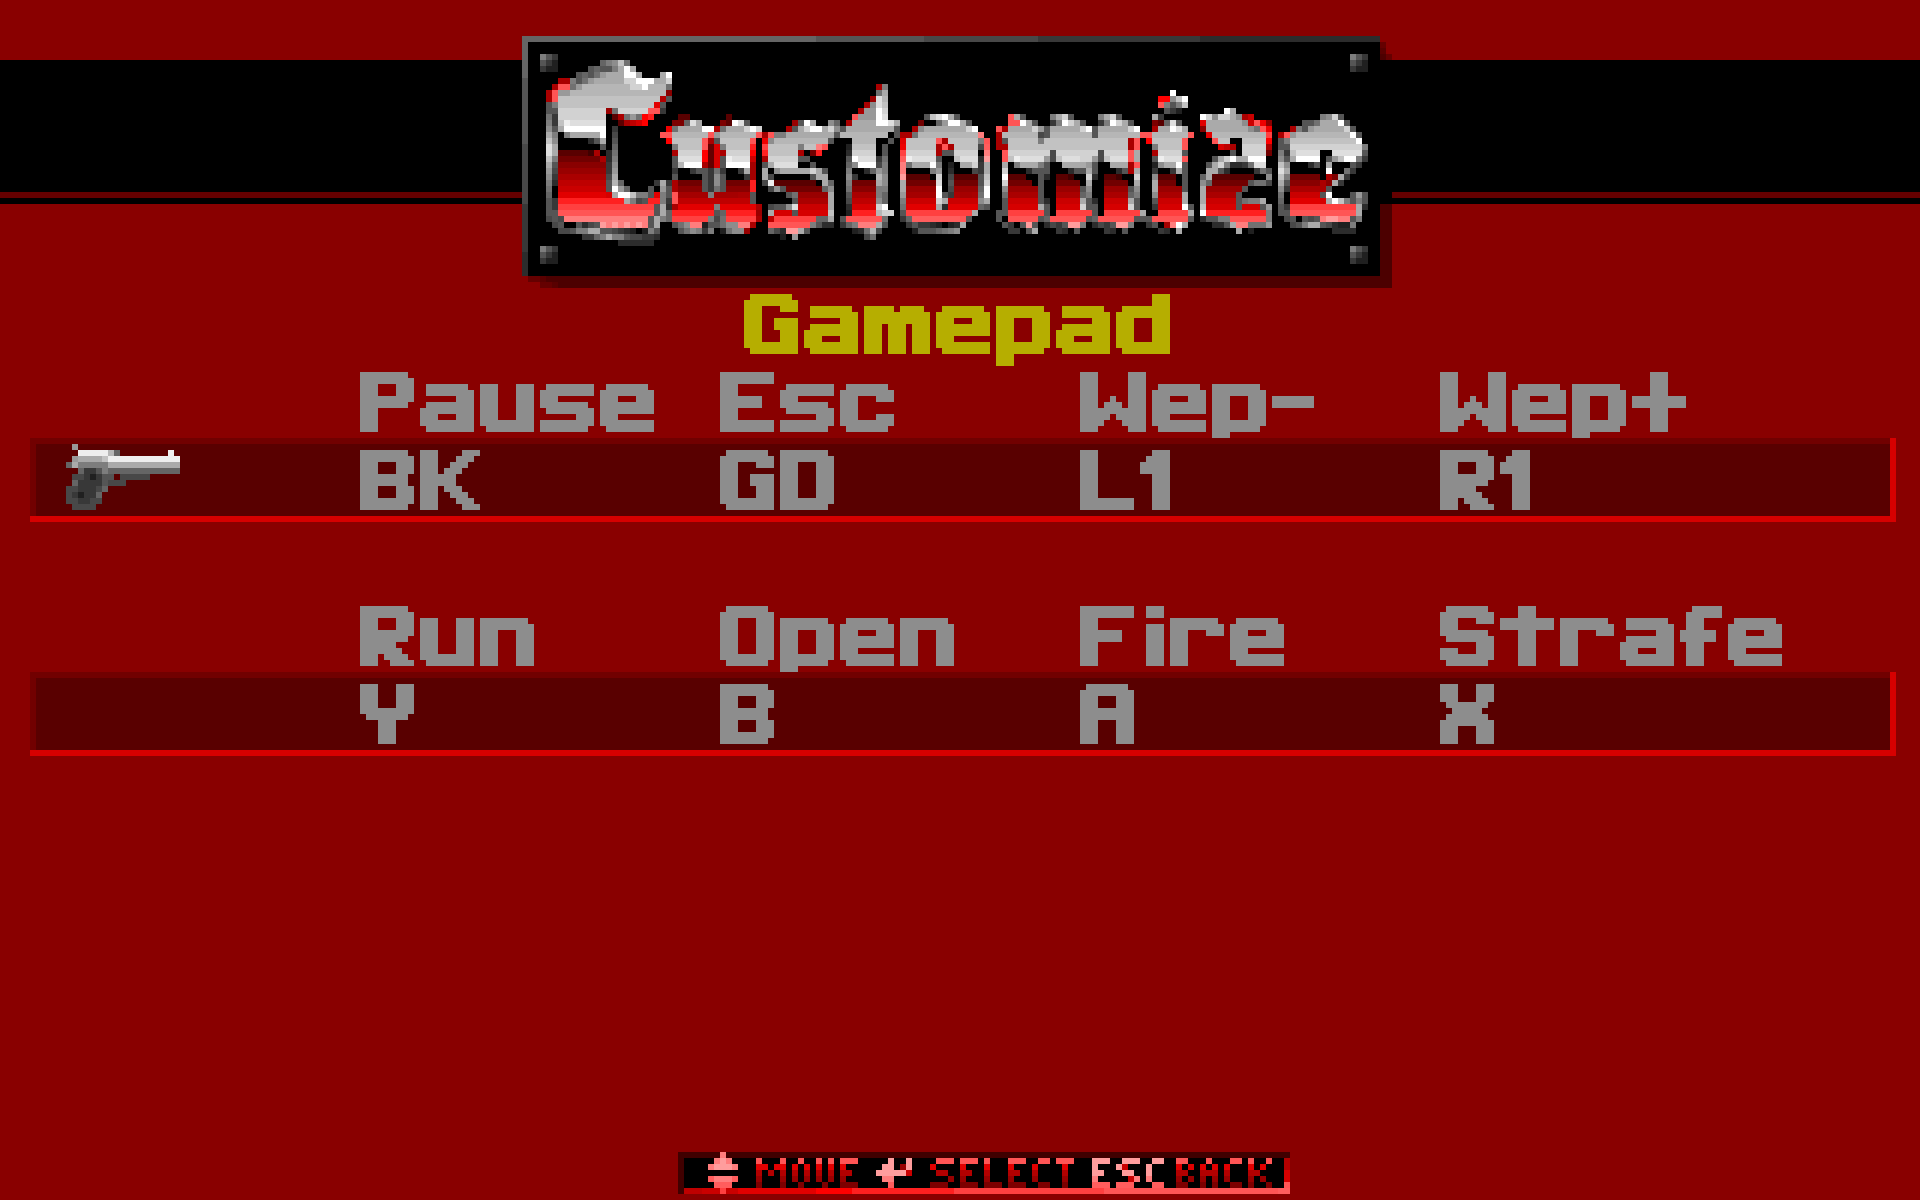 Customize
Gamepad
Pause Esc Wep- Wep+
BK GD L1 R1
Run Open Fire Strafe
Y B A X
MOVE SELECT ESC BACK